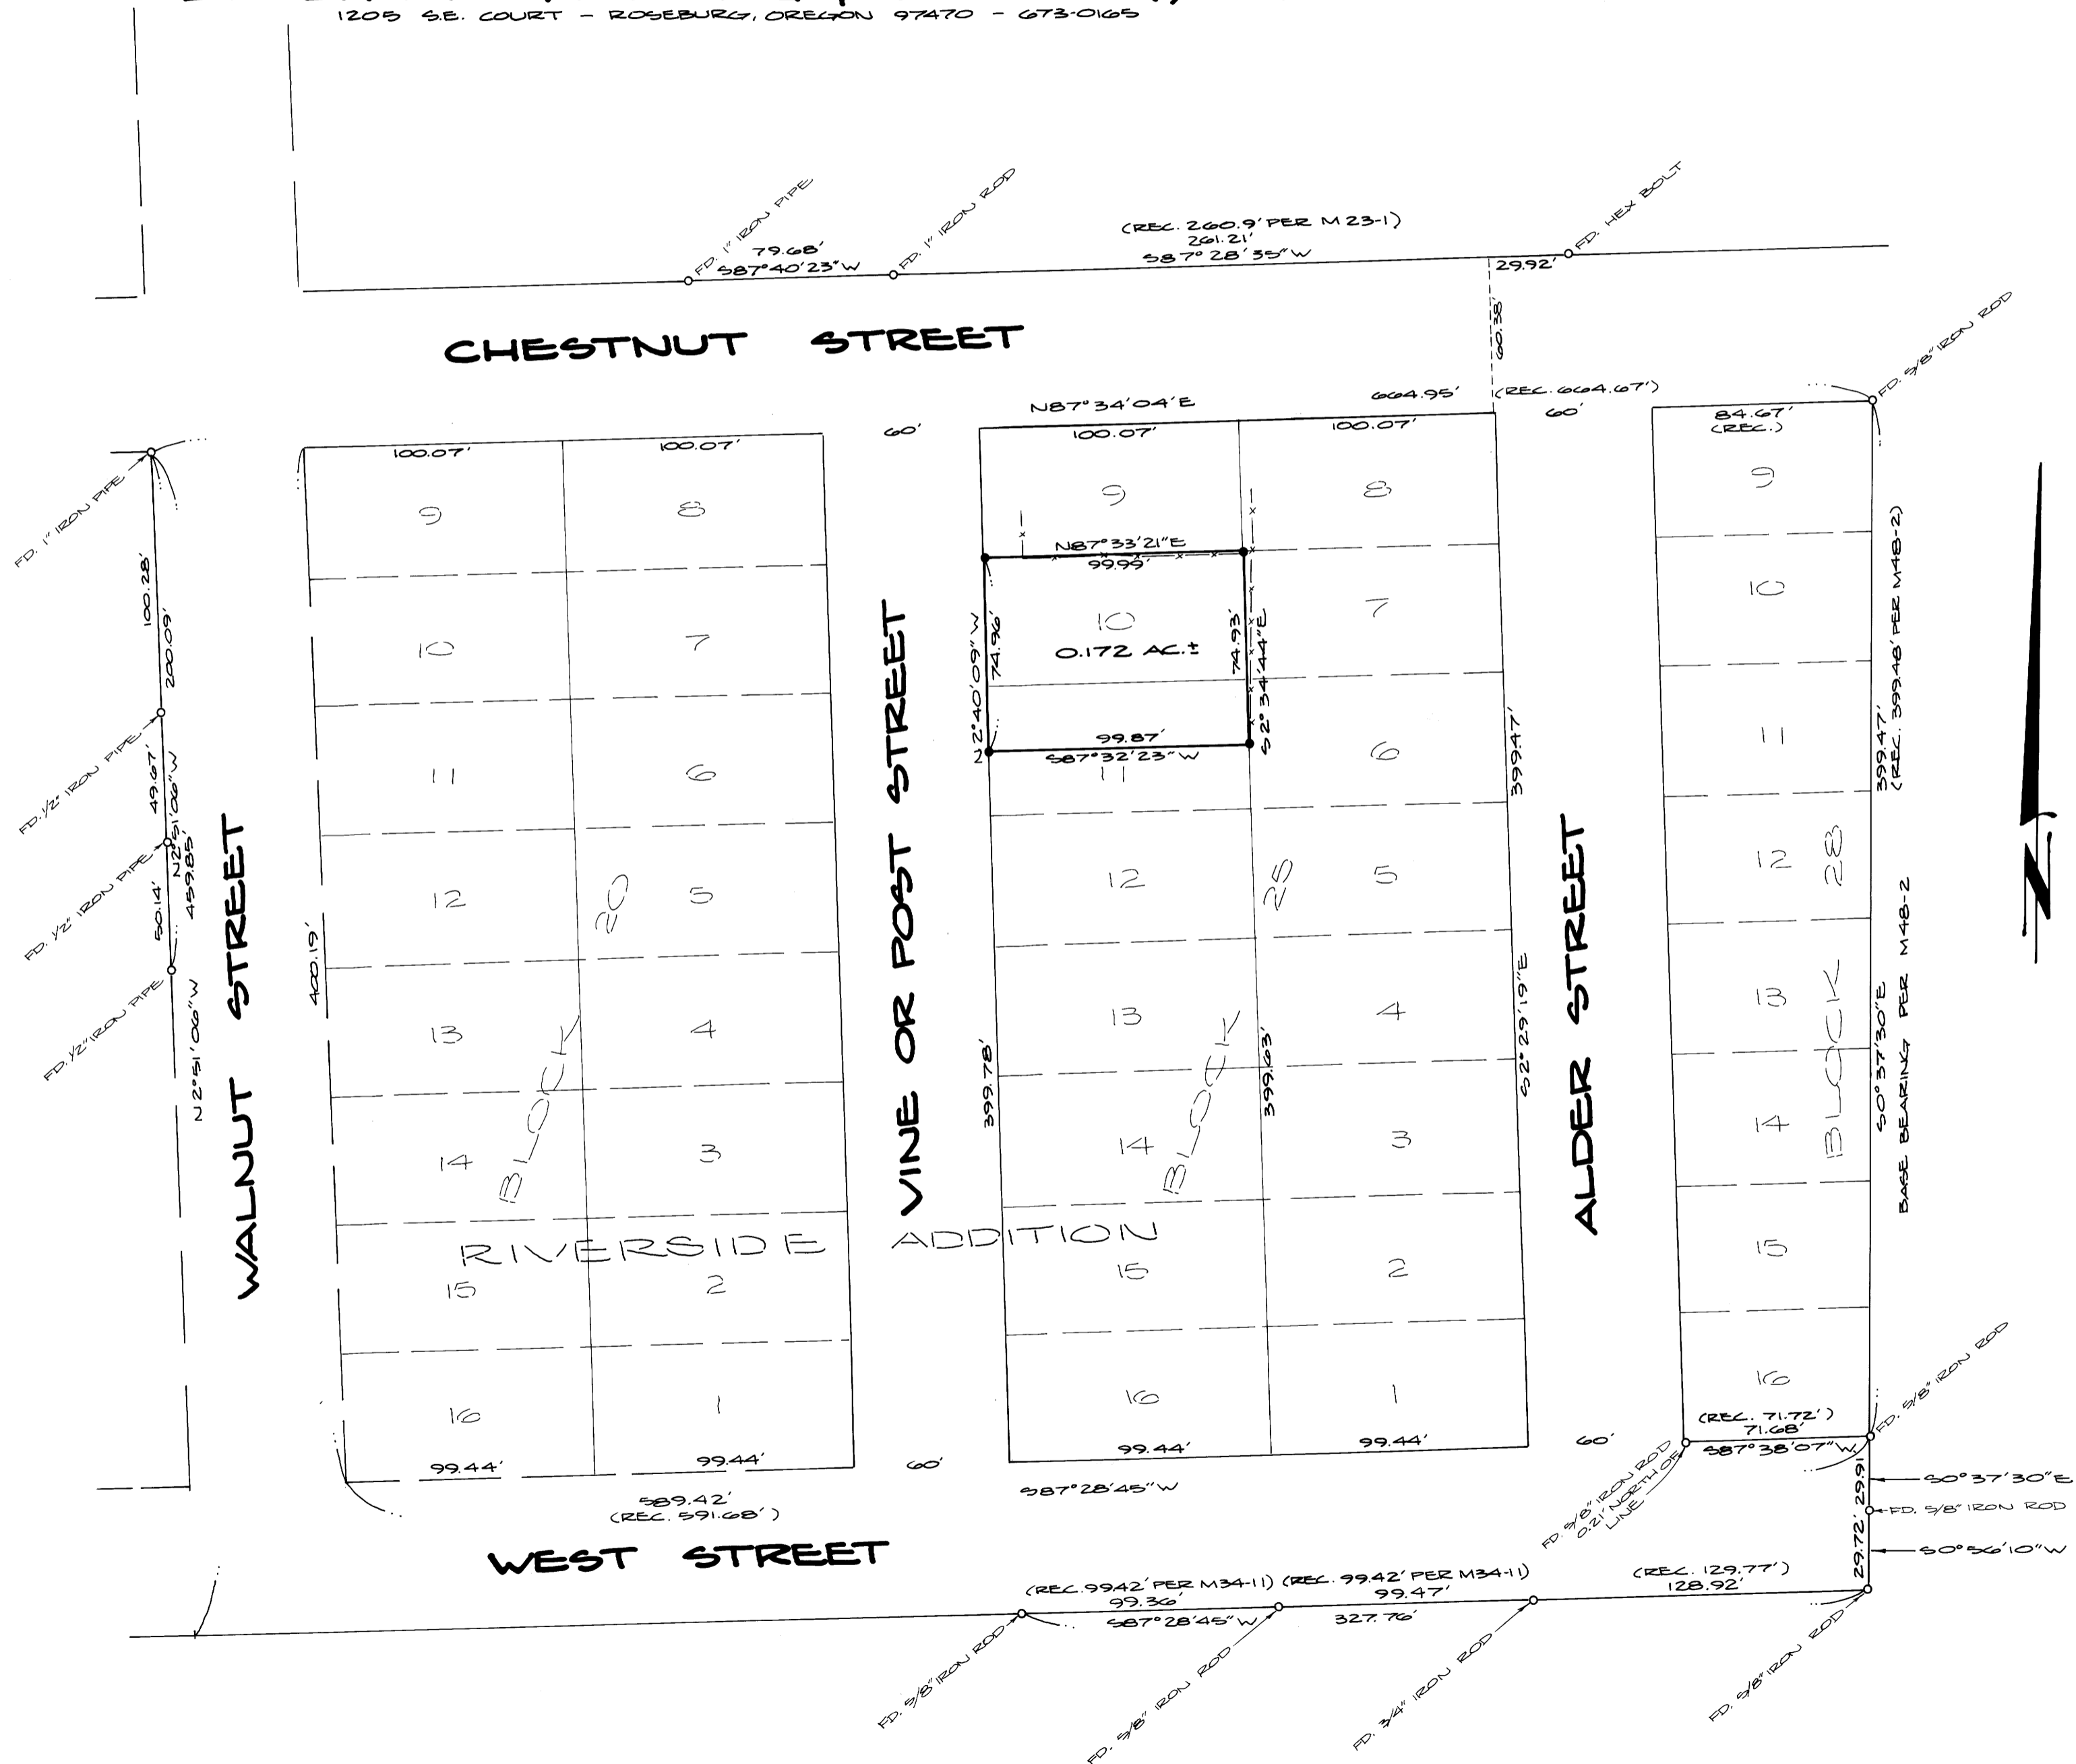 1205 S.E. COURT - ROSEBURG, OREGON 97470 - 673-0165
FD. 1" IRON PIPE
FD. 1" IRON ROD
FD. HEX BOLT
79.68'
S87°40'23"W
(REC. 260.9' PER M23-1)
261.21'
S87°28'35"W
29.92'
60.38'
FD. 5/8" IRON ROD
CHESTNUT STREET
N87°34'04"E
664.95'
(REC. 664.67')
100.07'
100.07'
60'
100.07'
100.07'
60'
84.67'
(REC.)
FD. 1" IRON PIPE
100.28'
200.09'
FD. 1/2" IRON PIPE
49.67'
N2°51'06"W
FD. 1/2" IRON PIPE
50.14'
459.85'
FD. 1/2" IRON PIPE
N2°51'06"W
WALNUT STREET
400.19'
9
8
10
7
11
6
12
5
13
4
14
3
15
2
16
1
BLOCK 20
VINE OR POST STREET
9
8
N87°33'21"E
99.99'
10
0.172 AC.±
N2°40'09"W
74.96'
74.93'
S2°34'44"E
99.87'
S87°32'23"W
7
11
6
12
5
13
4
14
3
15
2
16
1
BLOCK 25
399.78'
399.63'
399.47'
S2°29'19"E
RIVERSIDE ADDITION
ALDER STREET
9
10
11
12
13
14
15
16
BLOCK 28
399.47'
(REC. 399.48' PER M48-2)
S0°37'30"E
BASE BEARING PER M48-2
N
(REC. 71.72')
71.68'
S87°38'07"W
FD. 5/8" IRON ROD
FD. 5/8" IRON ROD
0.21' NORTH OF
LINE
99.44'
99.44'
60'
99.44'
99.44'
60'
589.42'
(REC. 591.68')
S87°28'45"W
29.91'
S0°37'30"E
FD. 5/8" IRON ROD
29.72'
S0°56'10"W
WEST STREET
(REC. 99.42' PER M34-11)
99.36'
S87°28'45"W
(REC. 99.42' PER M34-11)
99.47'
327.76'
(REC. 129.77')
128.92'
FD. 5/8" IRON ROD
FD. 5/8" IRON ROD
FD. 3/4" IRON ROD
FD. 5/8" IRON ROD